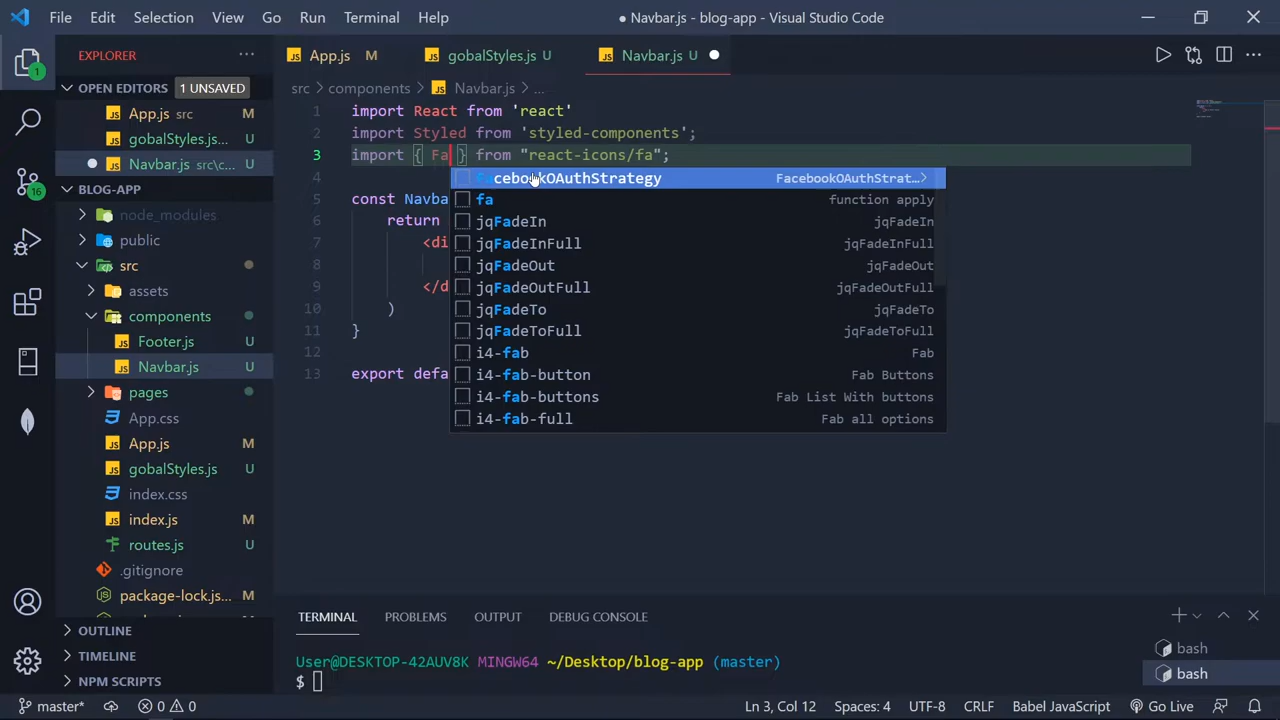 File Edit Selection View Go Run Terminal Help
● Navbar.js - blog-app - Visual Studio Code
EXPLORER
App.js M
gobalStyles.js U
Navbar.js U
OPEN EDITORS 1 UNSAVED
App.js src
gobalStyles.js...
Navbar.js src\c...
BLOG-APP
node_modules
public
src
assets
components
Footer.js U
Navbar.js U
pages
App.css
App.js M
gobalStyles.js U
index.css
index.js M
routes.js U
.gitignore
package-lock.js...
OUTLINE
TIMELINE
NPM SCRIPTS
1
16
src components Navbar.js ...
1 import React from 'react'
2 import Styled from 'styled-components';
3 import { Fa } from "react-icons/fa";
4
5 const Navba
6 return
7 <di
8
9 </d
10 )
11 }
12
13 export defa
facebookOAuthStrategy FacebookOAuthStrat...
fa function apply
jqFadeIn jqFadeIn
jqFadeInFull jqFadeInFull
jqFadeOut jqFadeOut
jqFadeOutFull jqFadeOutFull
jqFadeTo jqFadeTo
jqFadeToFull jqFadeToFull
i4-fab Fab
i4-fab-button Fab Buttons
i4-fab-buttons Fab List With buttons
i4-fab-full Fab all options
TERMINAL PROBLEMS OUTPUT DEBUG CONSOLE
User@DESKTOP-42AUV8K MINGW64 ~/Desktop/blog-app (master)
$
bash
bash
master* 0 0
Ln 3, Col 12 Spaces: 4 UTF-8 CRLF Babel JavaScript Go Live